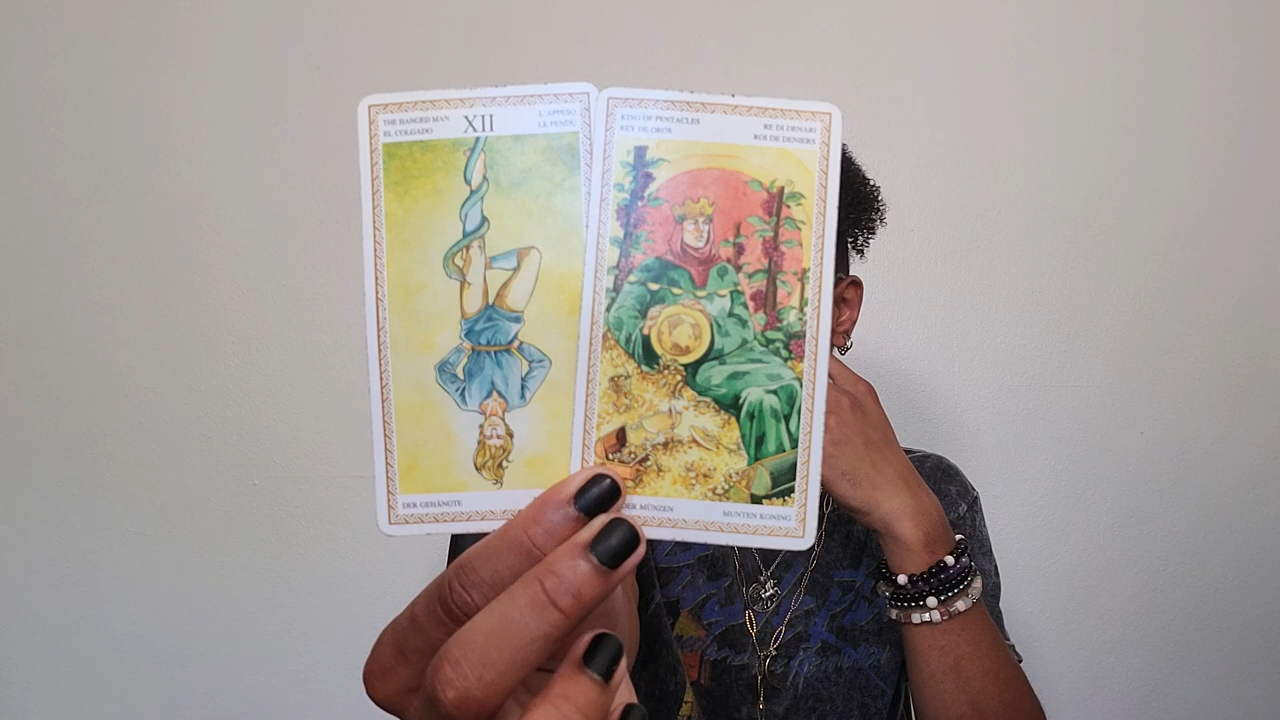 THE HANGED MAN
EL COLGADO
XII
L'APPESO
LE PENDU
DER GEHÄNGTE
KING OF PENTACLES
REY DE OROS
RE DI DENARI
ROI DE DENIERS
DER MÜNZEN
MUNTEN KONING